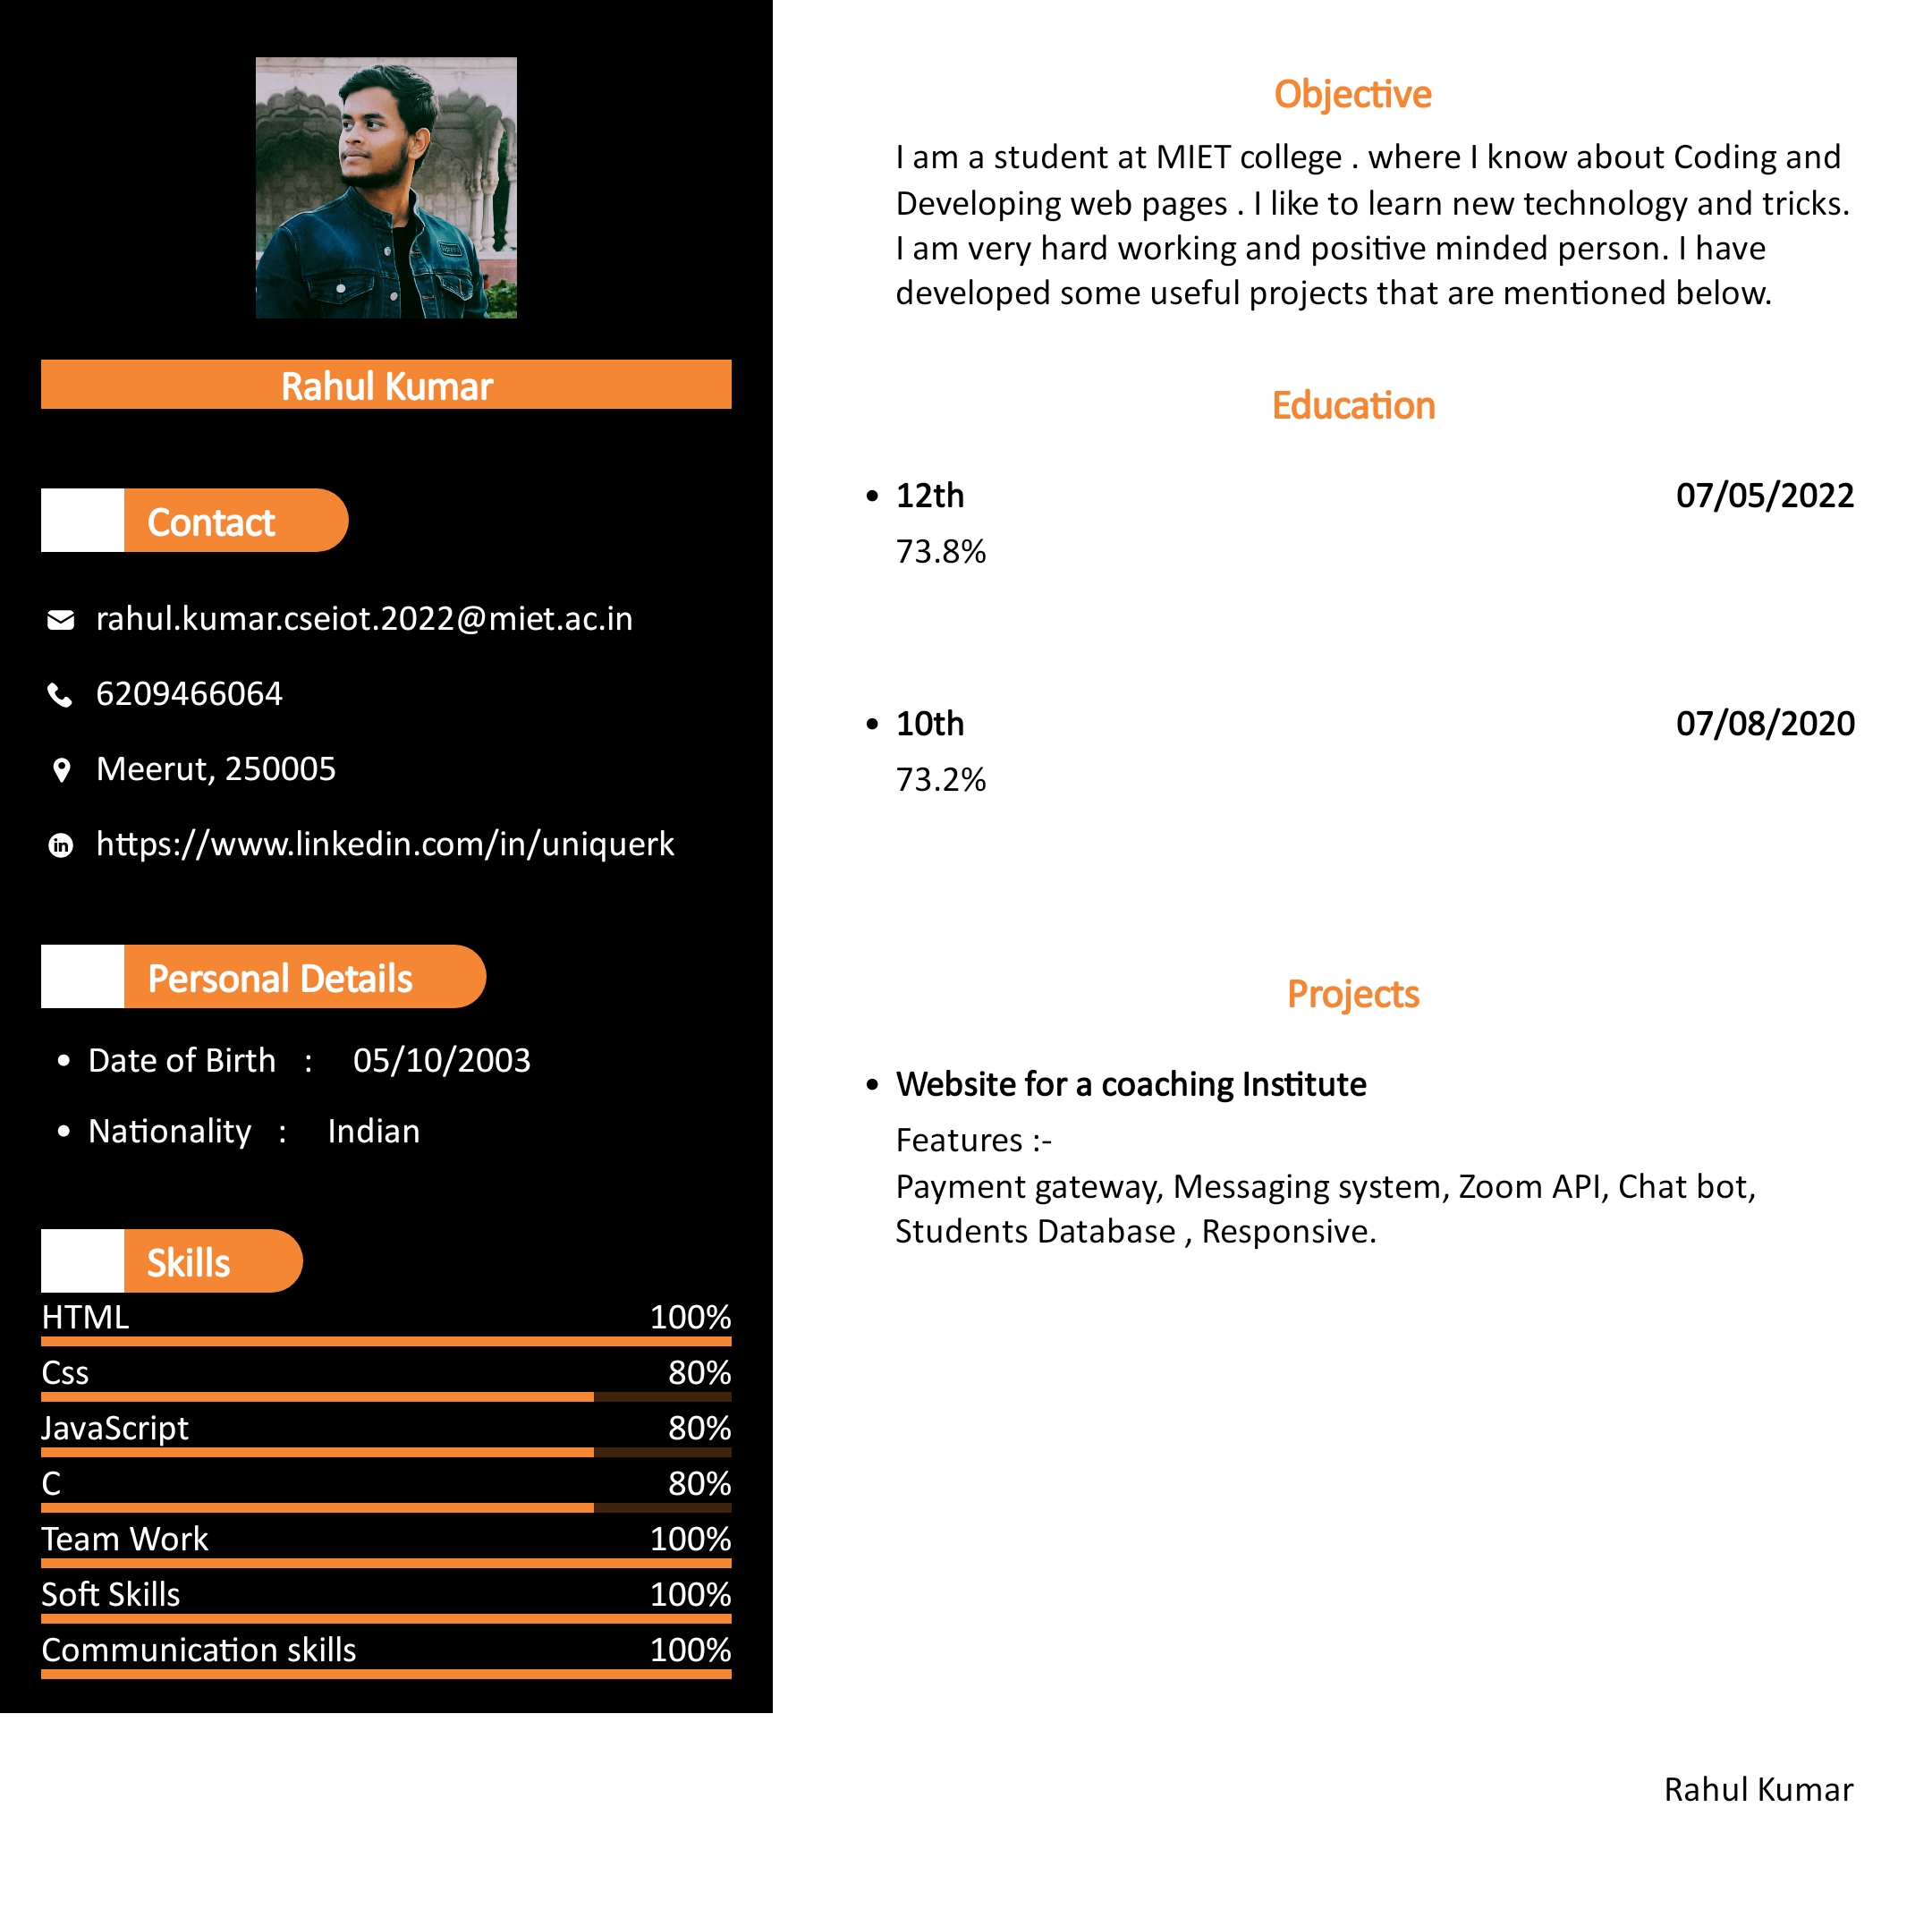 Rahul Kumar
Contact
rahul.kumar.cseiot.2022@miet.ac.in
6209466064
Meerut, 250005
https://www.linkedin.com/in/uniquerk
Personal Details
• Date of Birth : 05/10/2003
• Nationality : Indian
Skills
HTML 100%
Css 80%
JavaScript 80%
C 80%
Team Work 100%
Soft Skills 100%
Communication skills 100%
Objective
I am a student at MIET college . where I know about Coding and
Developing web pages . I like to learn new technology and tricks.
I am very hard working and positive minded person. I have
developed some useful projects that are mentioned below.
Education
• 12th 07/05/2022
73.8%
• 10th 07/08/2020
73.2%
Projects
• Website for a coaching Institute
Features :-
Payment gateway, Messaging system, Zoom API, Chat bot,
Students Database , Responsive.
Rahul Kumar